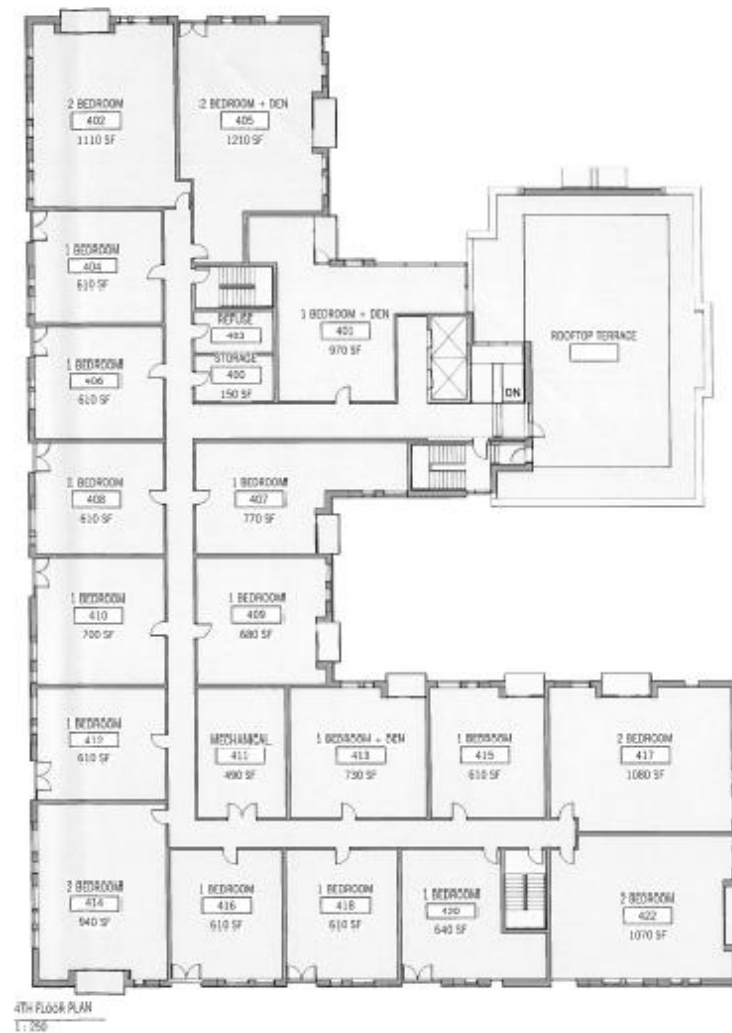 2 BEDROOM
402
1110 SF
2 BEDROOM + DEN
405
1210 SF
1 BEDROOM
404
610 SF
REFUSE
403
STORAGE
400
150 SF
1 BEDROOM + DEN
401
970 SF
ROOFTOP TERRACE
DN
1 BEDROOM
406
610 SF
1 BEDROOM
408
610 SF
1 BEDROOM
407
770 SF
1 BEDROOM
410
700 SF
1 BEDROOM
409
680 SF
1 BEDROOM
412
610 SF
MECHANICAL
411
490 SF
1 BEDROOM + DEN
413
730 SF
1 BEDROOM
415
610 SF
2 BEDROOM
417
1080 SF
2 BEDROOM
414
940 SF
1 BEDROOM
416
610 SF
1 BEDROOM
418
610 SF
1 BEDROOM
420
640 SF
2 BEDROOM
422
1070 SF
4TH FLOOR PLAN
1 : 250